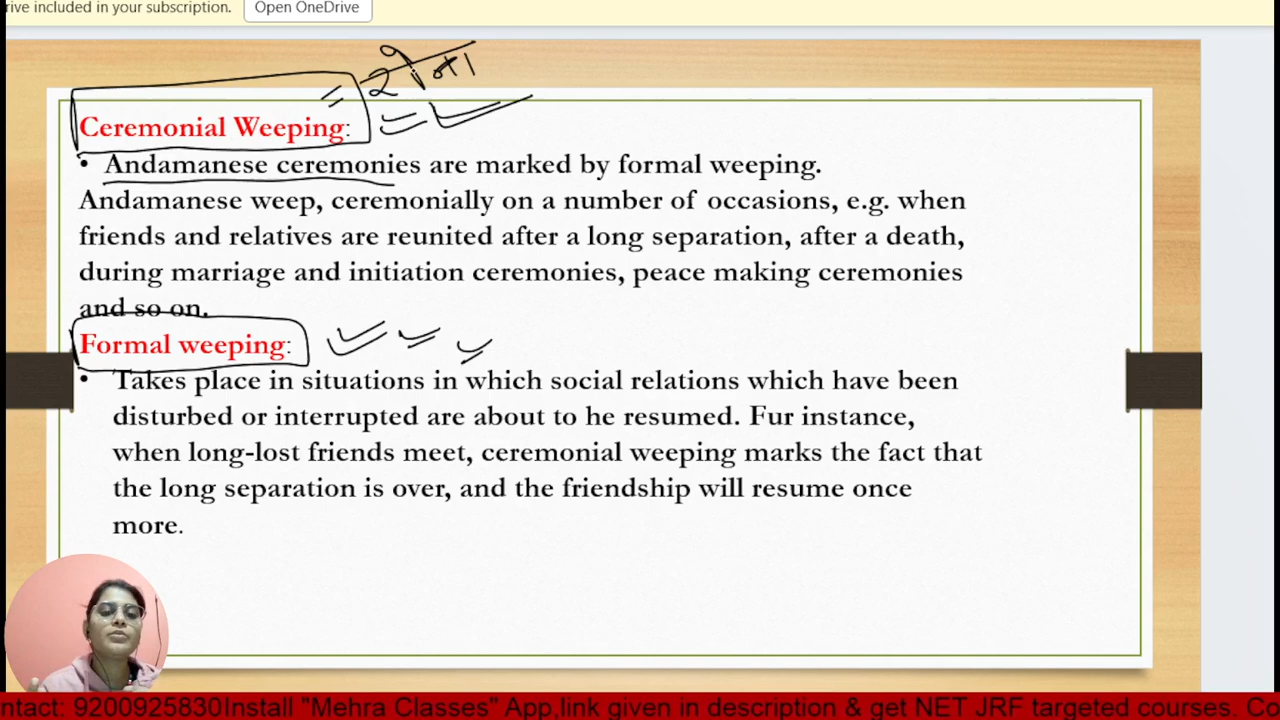 rive included in your subscription. Open OneDrive
Ceremonial Weeping:
• Andamanese ceremonies are marked by formal weeping.
Andamanese weep, ceremonially on a number of occasions, e.g. when
friends and relatives are reunited after a long separation, after a death,
during marriage and initiation ceremonies, peace making ceremonies
and so on.
Formal weeping:
• Takes place in situations in which social relations which have been
disturbed or interrupted are about to he resumed. Fur instance,
when long-lost friends meet, ceremonial weeping marks the fact that
the long separation is over, and the friendship will resume once
more.
ntact: 9200925830Install "Mehra Classes" App,link given in description & get NET JRF targeted courses. Co